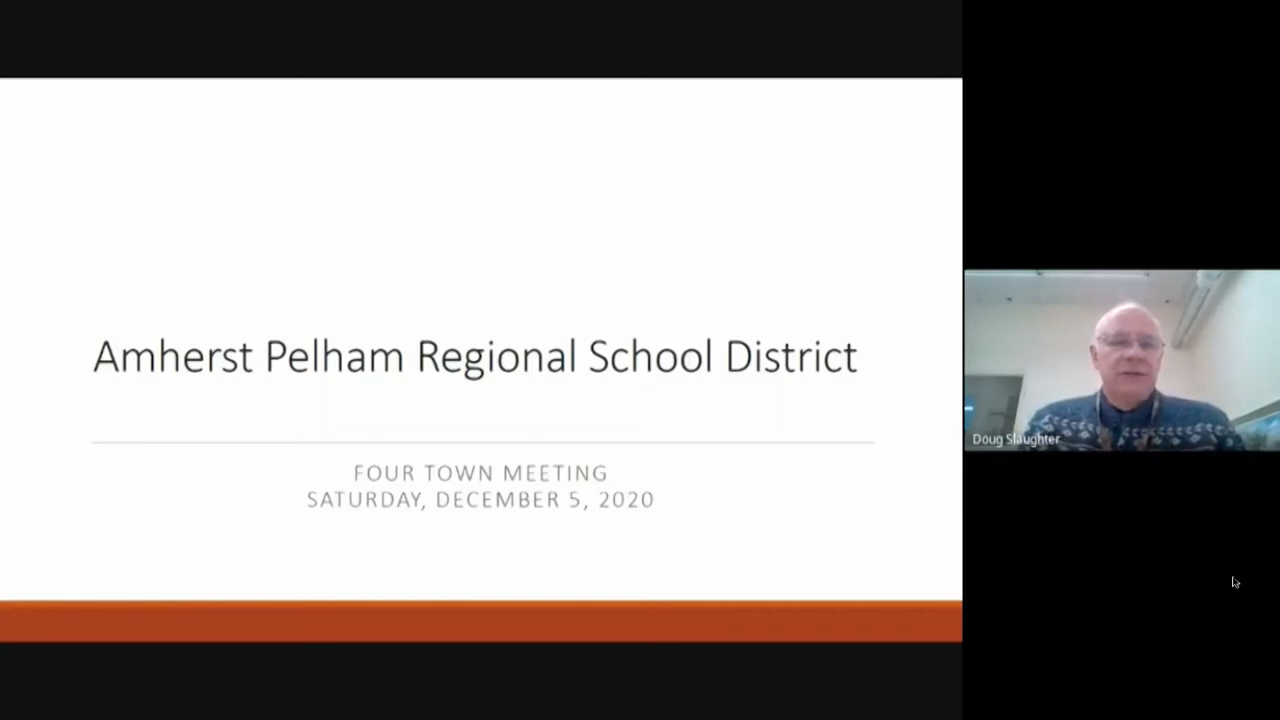 Amherst Pelham Regional School District
FOUR TOWN MEETING
SATURDAY, DECEMBER 5, 2020
Doug Slaughter